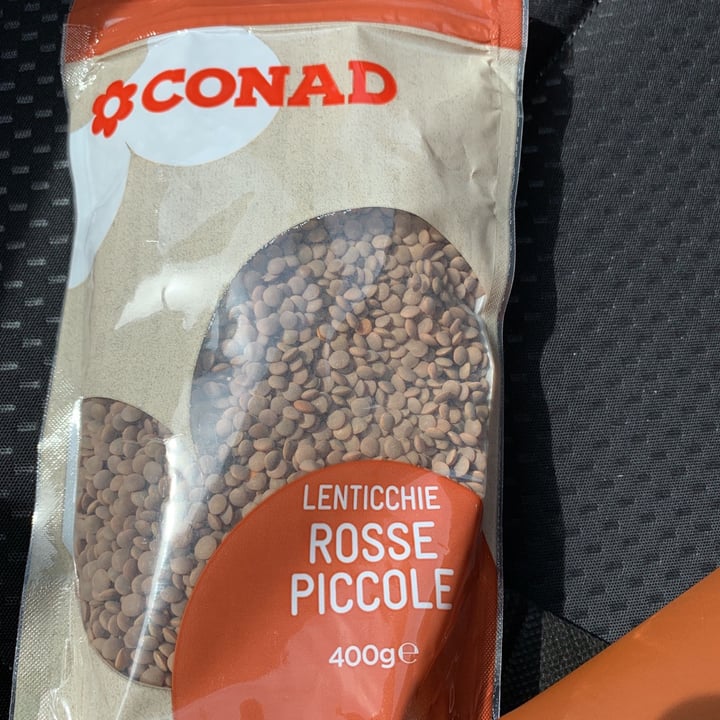 CONAD
LENTICCHIE
ROSSE
PICCOLE
400g℮